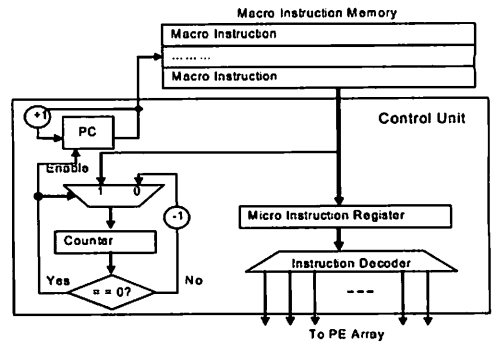 Macro Instruction Memory
Macro Instruction
........
Macro Instruction
Control Unit
+1
PC
Enable
1 0
-1
Micro Instruction Register
Counter
Instruction Decoder
Yes
= = 0?
No
To PE Array